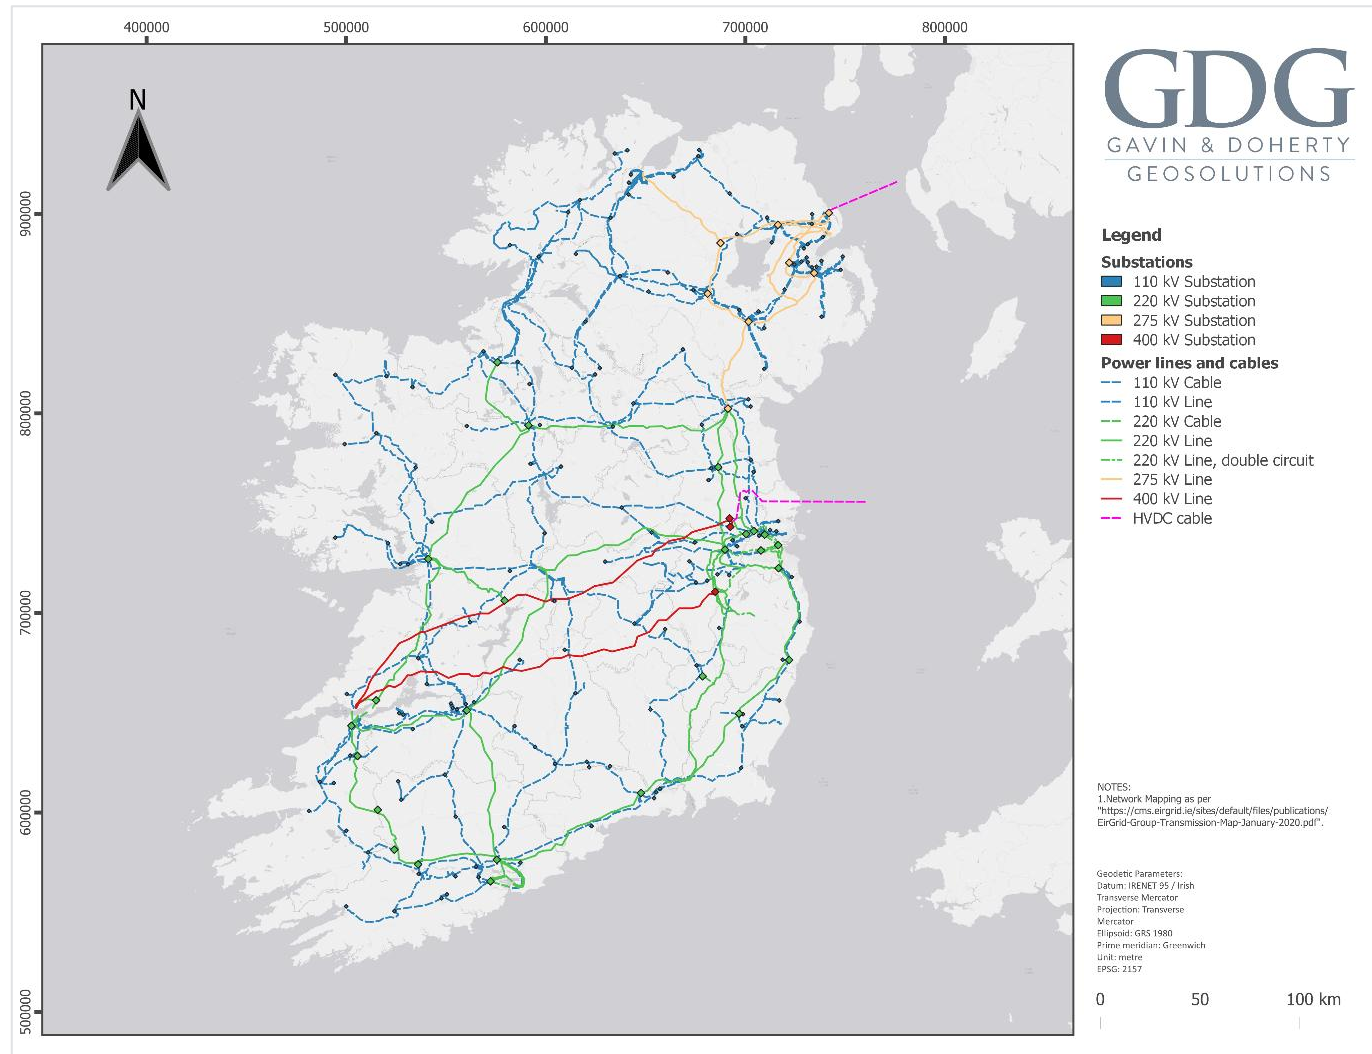 400000
500000
600000
700000
800000
N
900000
800000
700000
600000
500000
GDG
GAVIN & DOHERTY
GEOSOLUTIONS
Legend
Substations
110 kV Substation
220 kV Substation
275 kV Substation
400 kV Substation
Power lines and cables
110 kV Cable
110 kV Line
220 kV Cable
220 kV Line
220 kV Line, double circuit
275 kV Line
400 kV Line
HVDC cable
NOTES:
1.Network Mapping as per
"https://cms.eirgrid.ie/sites/default/files/publications/
EirGrid-Group-Transmission-Map-January-2020.pdf".
Geodetic Parameters:
Datum: IRENET 95 / Irish
Transverse Mercator
Projection: Transverse
Mercator
Ellipsoid: GRS 1980
Prime meridian: Greenwich
Unit: metre
EPSG: 2157
0 50 100 km